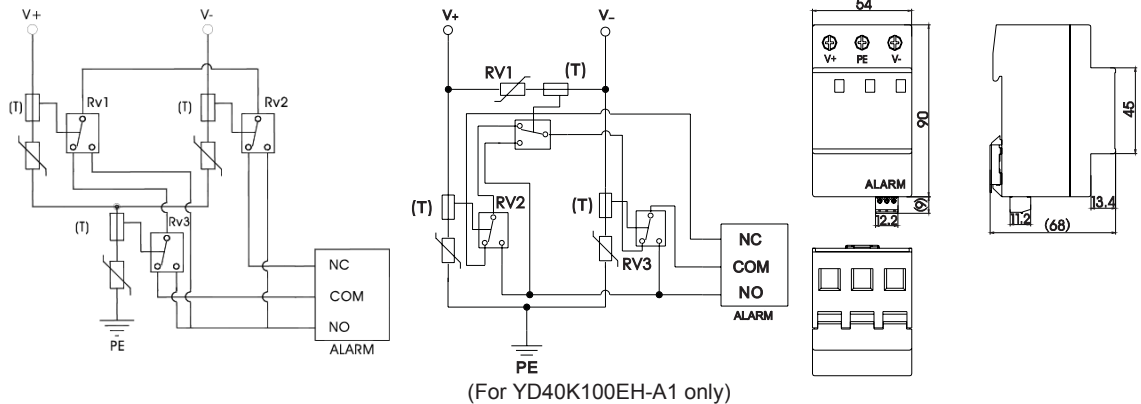 V+
V-
(T)
Rv1
(T)
Rv2
(T)
Rv3
NC
COM
NO
PE
ALARM
V+
V-
RV1
(T)
(T)
RV2
(T)
RV3
NC
COM
NO
ALARM
PE
(For YD40K100EH-A1 only)
54
V+
PE
V-
90
ALARM
(9)
12.2
45
13.4
11.2
(68)